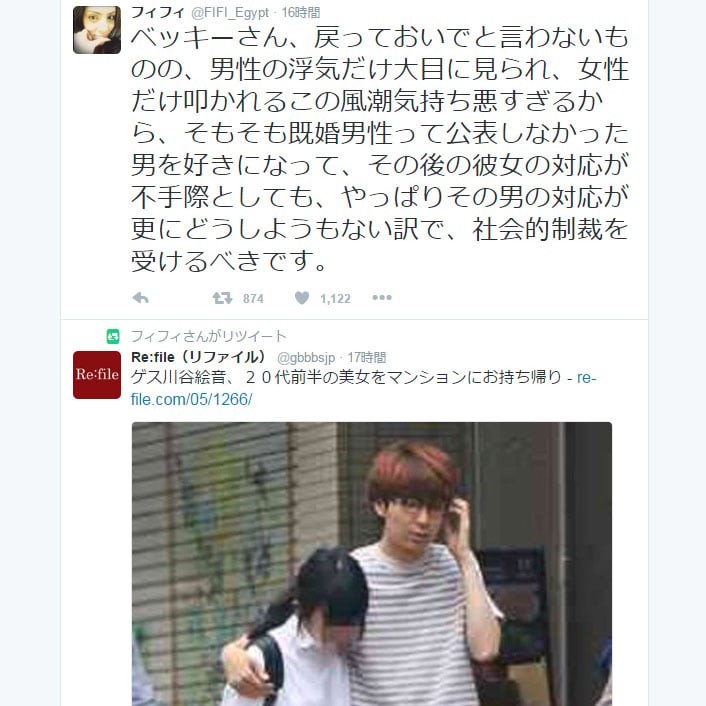 フィフィ @FIFI_Egypt · 16時間
ベッキーさん、戻っておいでと言わないも
のの、男性の浮気だけ大目に見られ、女性
だけ叩かれるこの風潮気持ち悪すぎるか
ら、そもそも既婚男性って公表しなかった
男を好きになって、その後の彼女の対応が
不手際としても、やっぱりその男の対応が
更にどうしようもない訳で、社会的制裁を
受けるべきです。
874 1,122
フィフィさんがリツイート
Re:file（リファイル） @gbbbsjp · 17時間
Re:file
ゲス川谷絵音、２０代前半の美女をマンションにお持ち帰り - re-
file.com/05/1266/